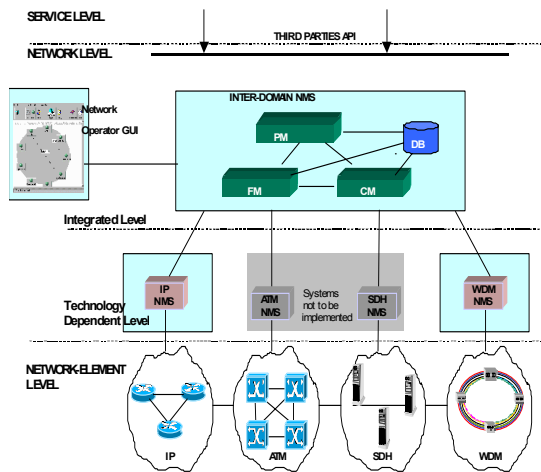 SERVICE LEVEL
THIRD PARTIES API
NETWORK LEVEL
INTER-DOMAIN NMS
Network
Operator GUI
PM
DB
FM
CM
Integrated Level
IP
NMS
ATM
NMS
Systems
not to be
implemented
SDH
NMS
WDM
NMS
Technology
Dependent Level
NETWORK-ELEMENT
LEVEL
IP
ATM
SDH
WDM